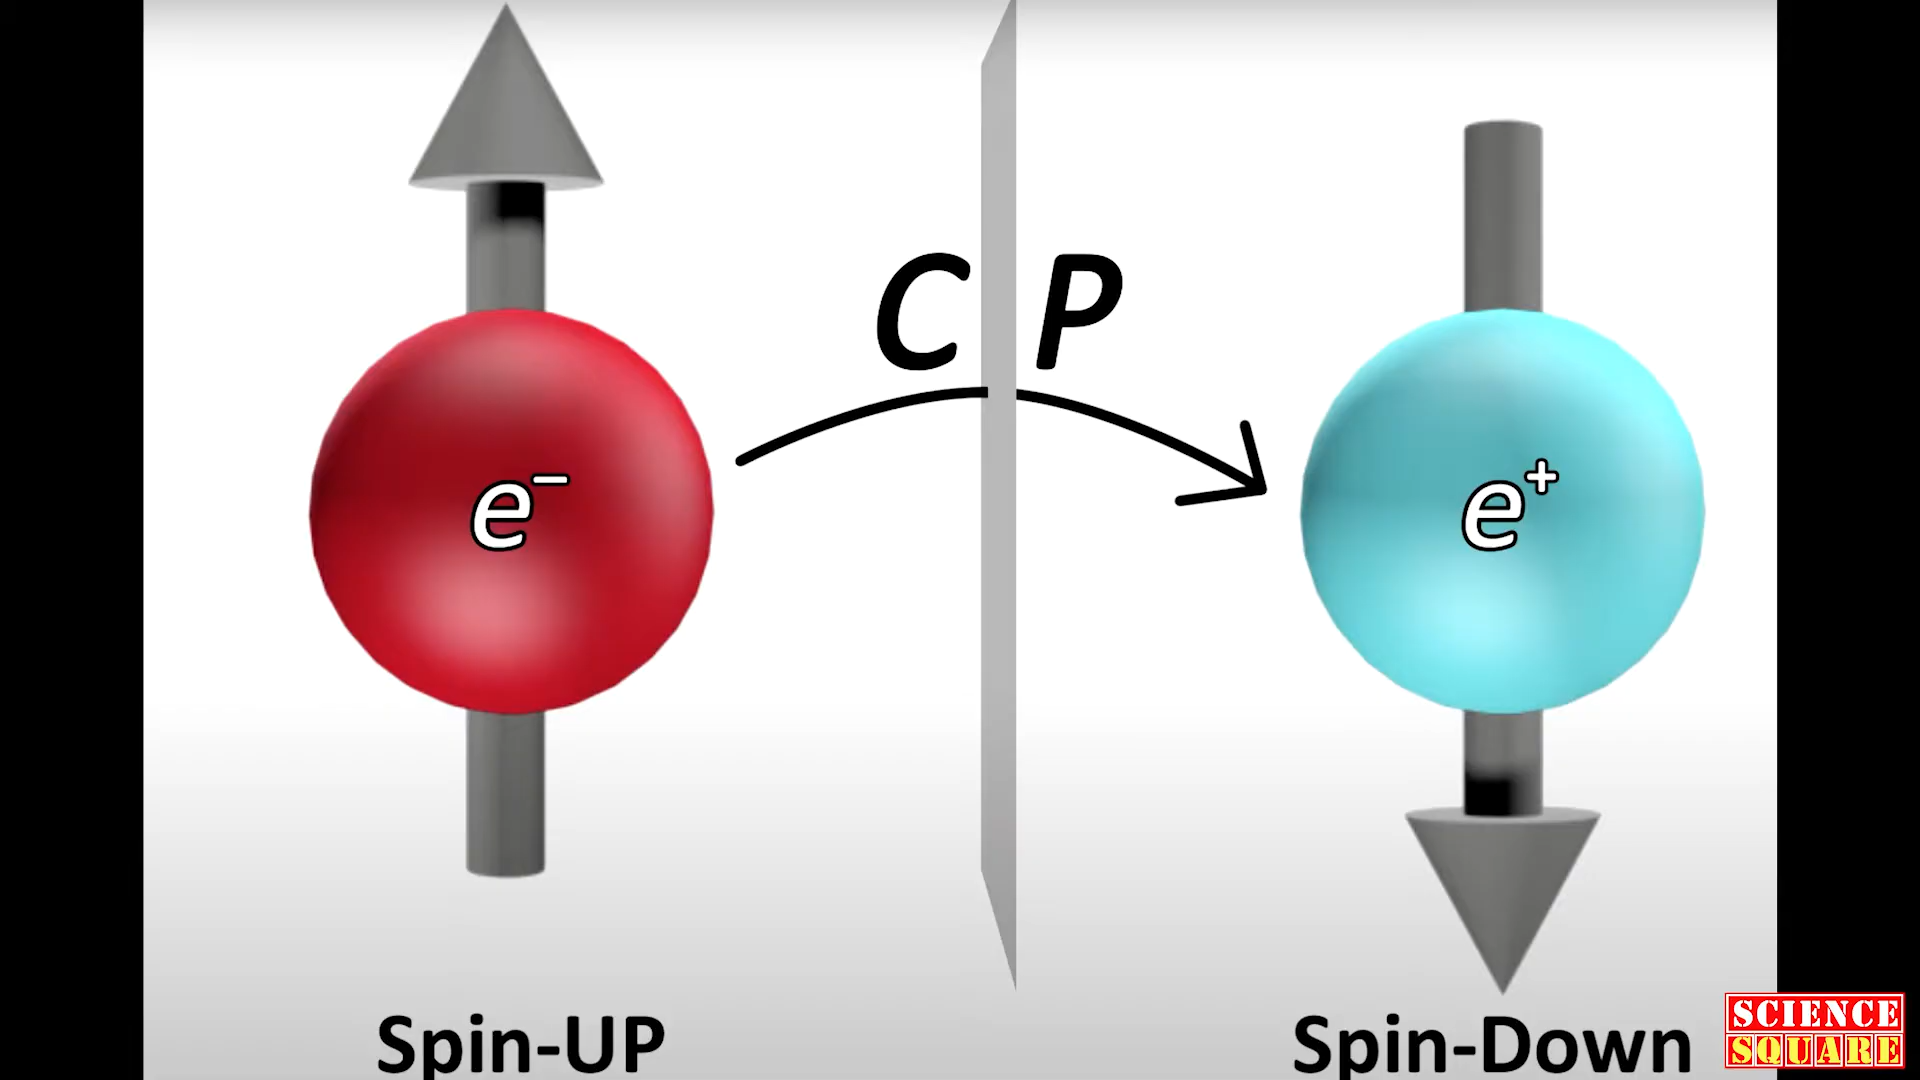 C P
e⁻
e⁺
Spin-UP
Spin-Down
SCIENCE
SQUARE